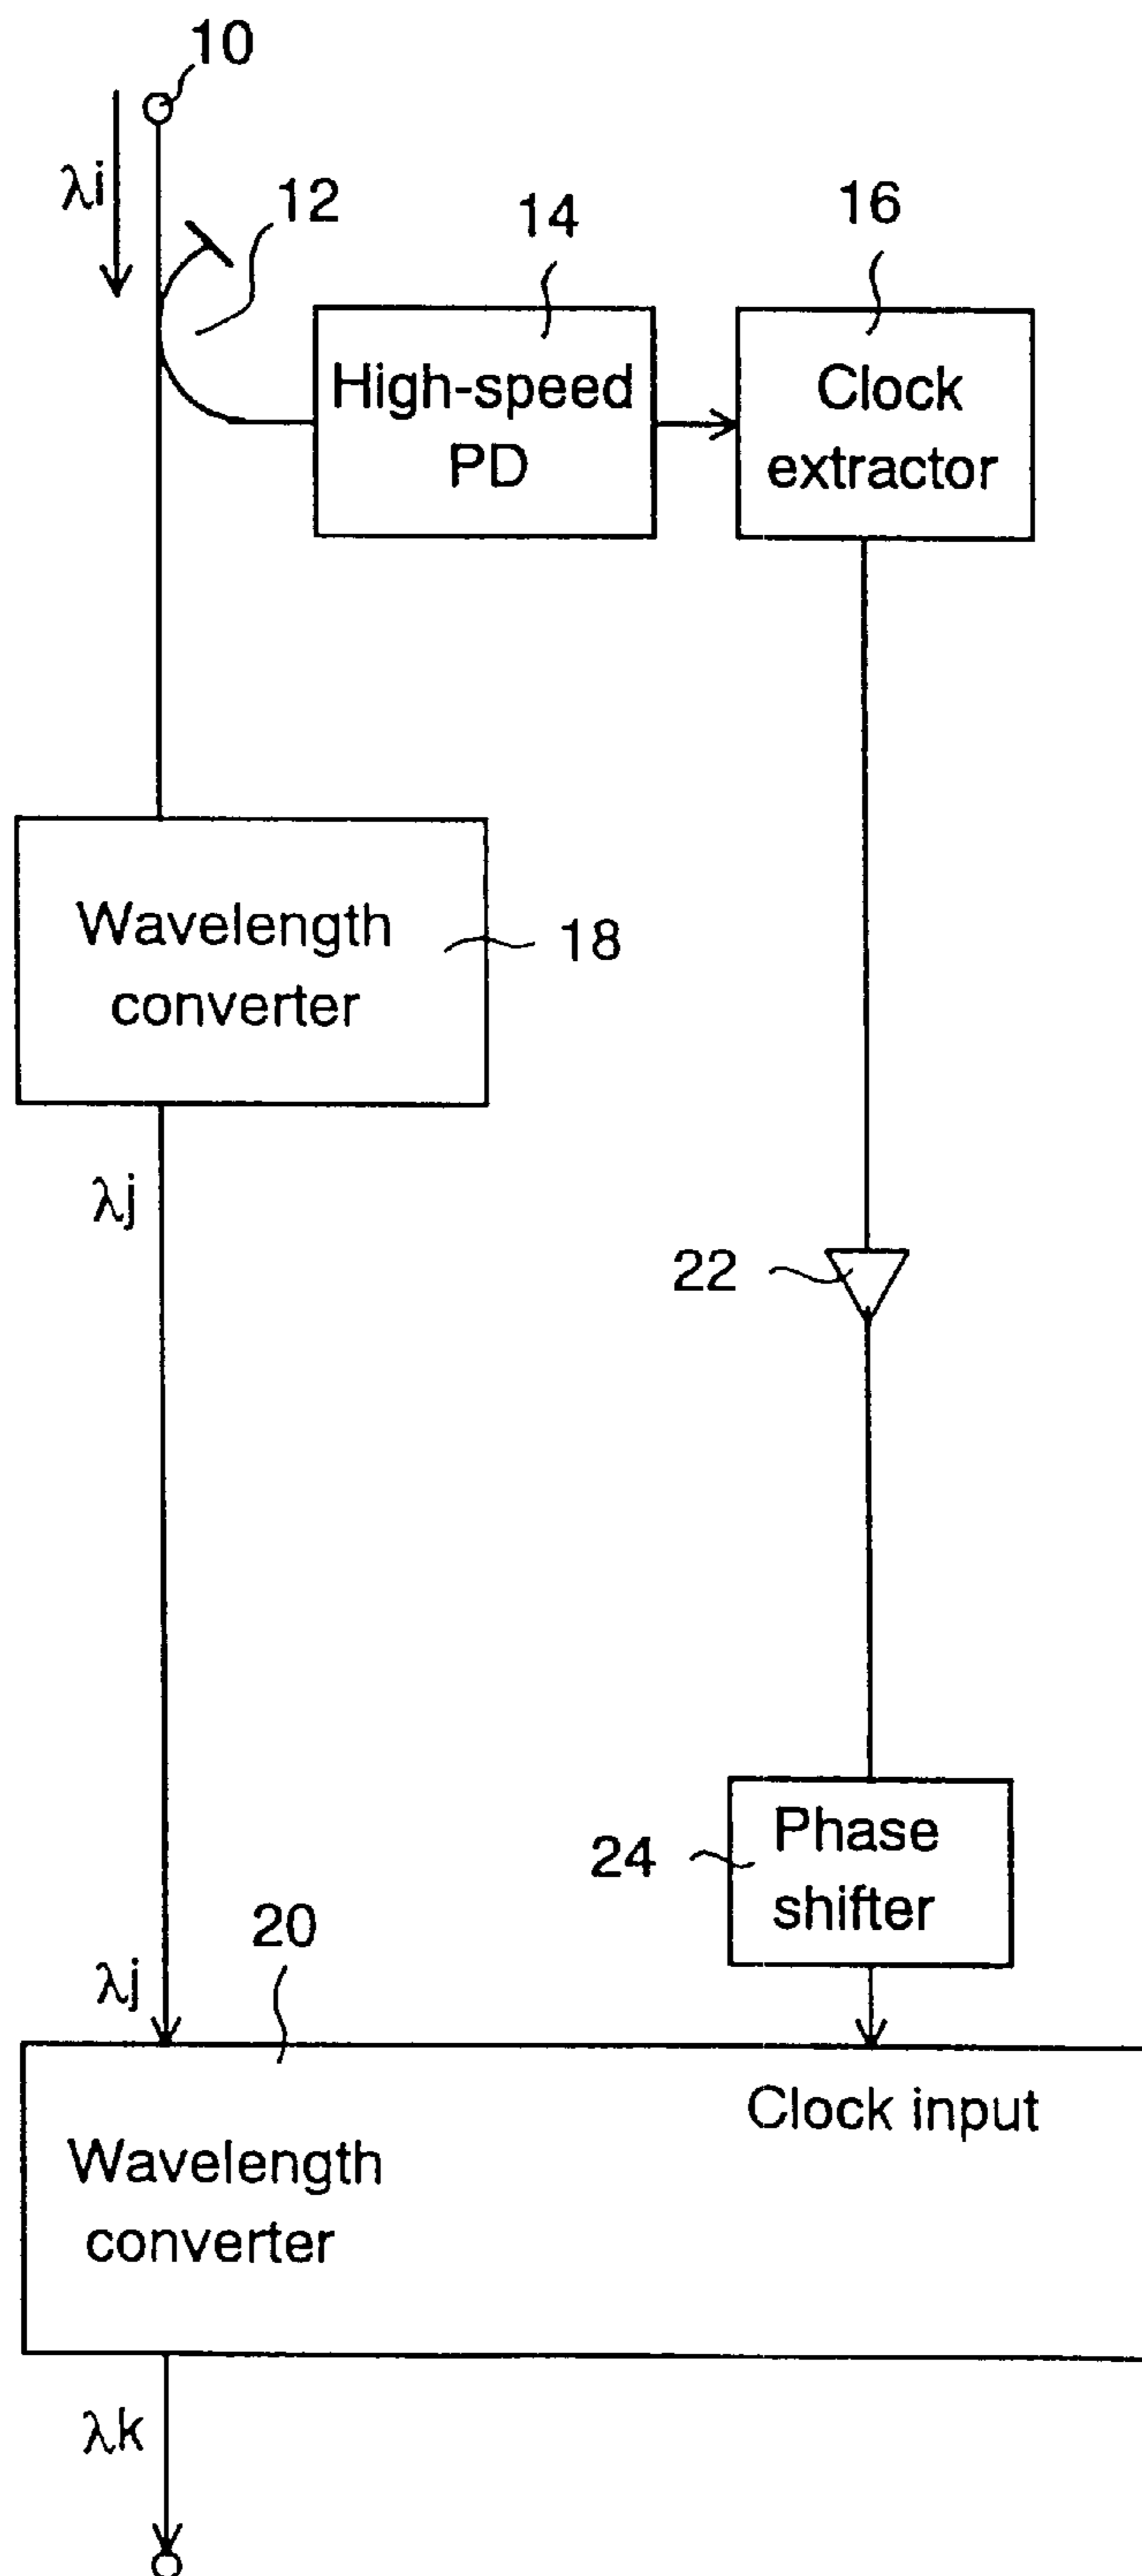 10
λi
12
14
16
High-speed
PD
Clock
extractor
Wavelength
converter
18
λj
22
24
Phase
shifter
20
λj
Clock input
Wavelength
converter
λk